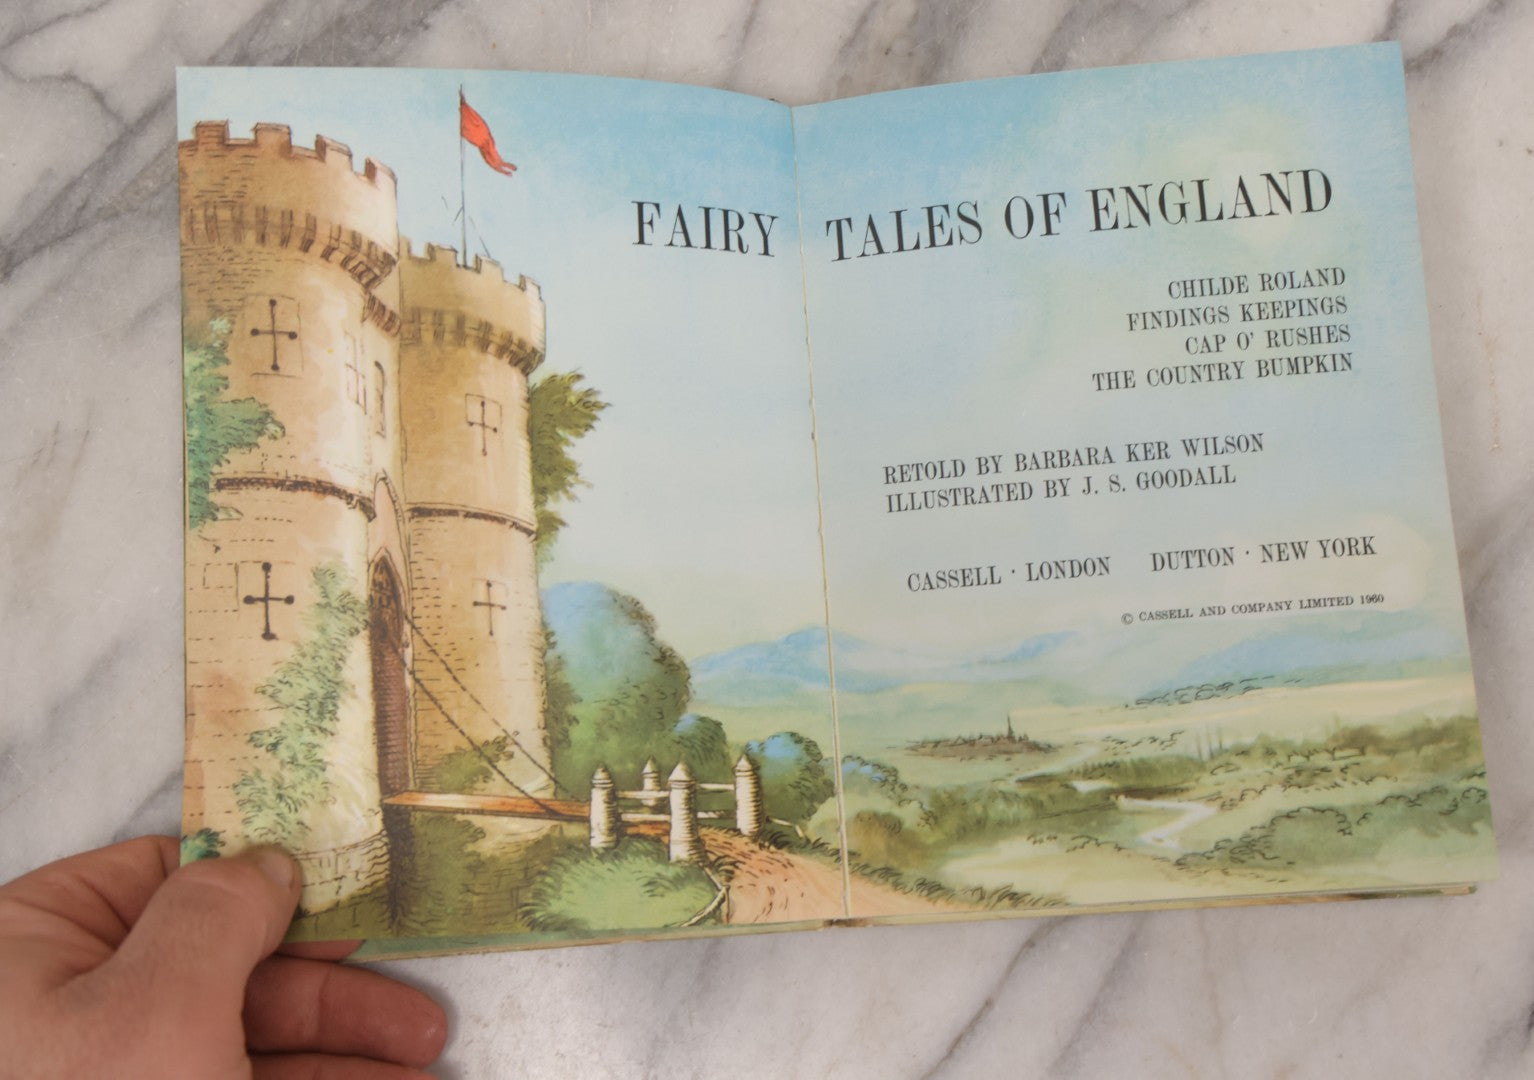 FAIRY TALES OF ENGLAND
CHILDE ROLAND
FINDINGS KEEPINGS
CAP O' RUSHES
THE COUNTRY BUMPKIN
RETOLD BY BARBARA KER WILSON
ILLUSTRATED BY J. S. GOODALL
CASSELL · LONDON DUTTON · NEW YORK
© CASSELL AND COMPANY LIMITED 1960